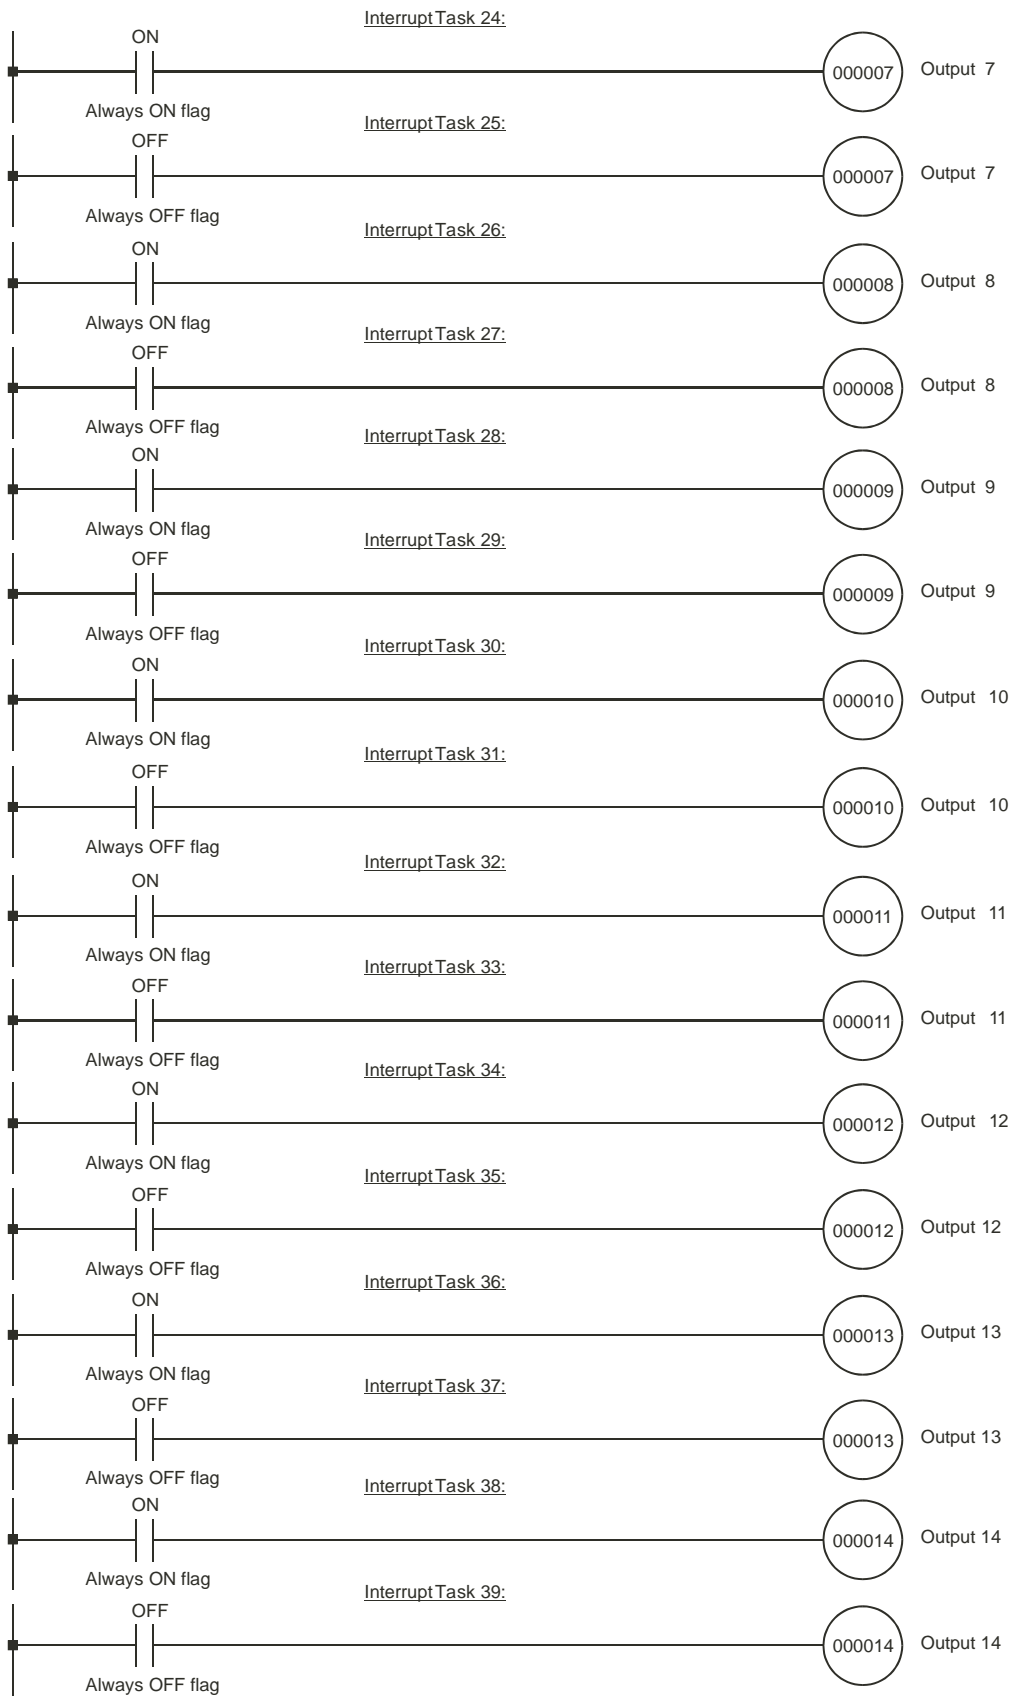 Interrupt Task 24:
ON
000007 Output 7
Always ON flag
Interrupt Task 25:
OFF
000007 Output 7
Always OFF flag
Interrupt Task 26:
ON
000008 Output 8
Always ON flag
Interrupt Task 27:
OFF
000008 Output 8
Always OFF flag
Interrupt Task 28:
ON
000009 Output 9
Always ON flag
Interrupt Task 29:
OFF
000009 Output 9
Always OFF flag
Interrupt Task 30:
ON
000010 Output 10
Always ON flag
Interrupt Task 31:
OFF
000010 Output 10
Always OFF flag
Interrupt Task 32:
ON
000011 Output 11
Always ON flag
Interrupt Task 33:
OFF
000011 Output 11
Always OFF flag
Interrupt Task 34:
ON
000012 Output 12
Always ON flag
Interrupt Task 35:
OFF
000012 Output 12
Always OFF flag
Interrupt Task 36:
ON
000013 Output 13
Always ON flag
Interrupt Task 37:
OFF
000013 Output 13
Always OFF flag
Interrupt Task 38:
ON
000014 Output 14
Always ON flag
Interrupt Task 39:
OFF
000014 Output 14
Always OFF flag